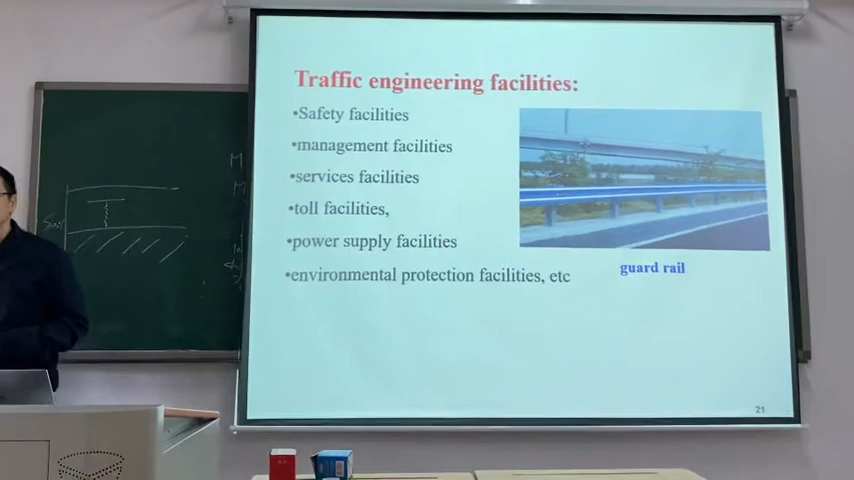 Traffic engineering facilities:
•Safety facilities
•management facilities
•services facilities
•toll facilities,
•power supply facilities
•environmental protection facilities, etc
guard rail
21